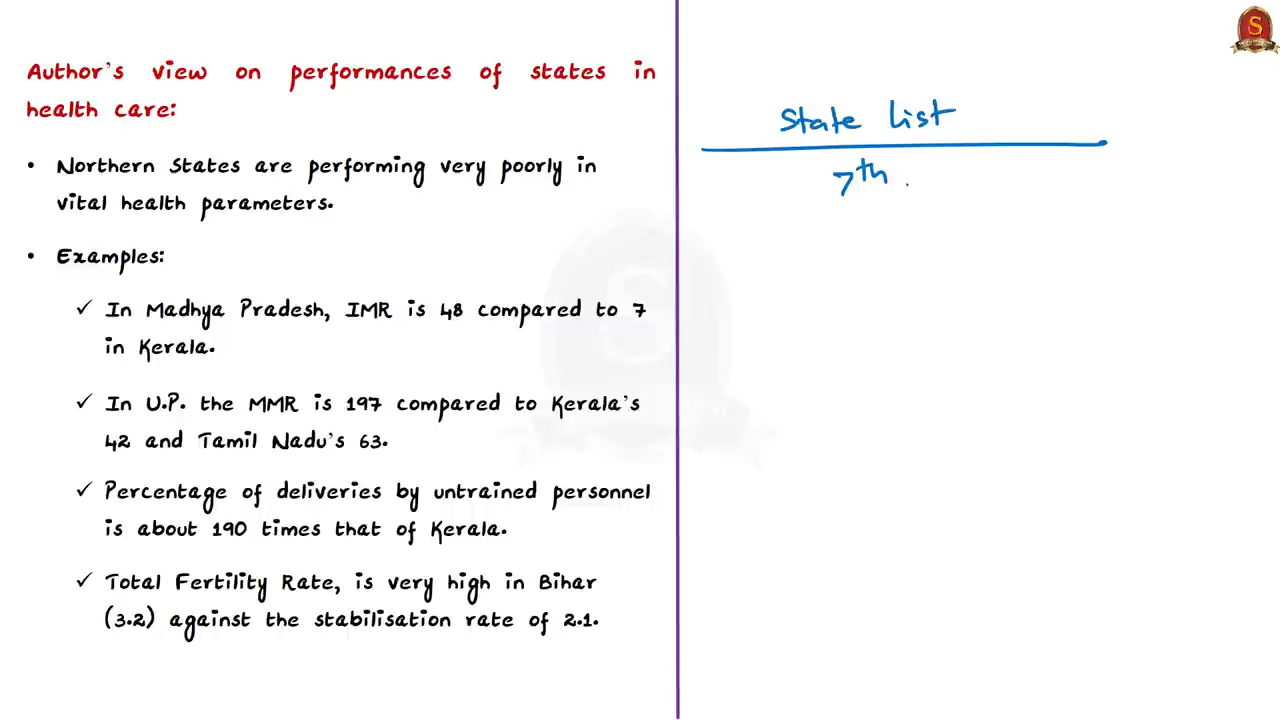 Author's view on performances of states in
health care:
• Northern States are performing very poorly in
vital health parameters.
• Examples:
✓ In Madhya Pradesh, IMR is 48 compared to 7
in Kerala.
✓ In U.P. the MMR is 197 compared to Kerala's
42 and Tamil Nadu's 63.
✓ Percentage of deliveries by untrained personnel
is about 190 times that of Kerala.
✓ Total Fertility Rate, is very high in Bihar
(3.2) against the stabilisation rate of 2.1.
State list
7th
S
S